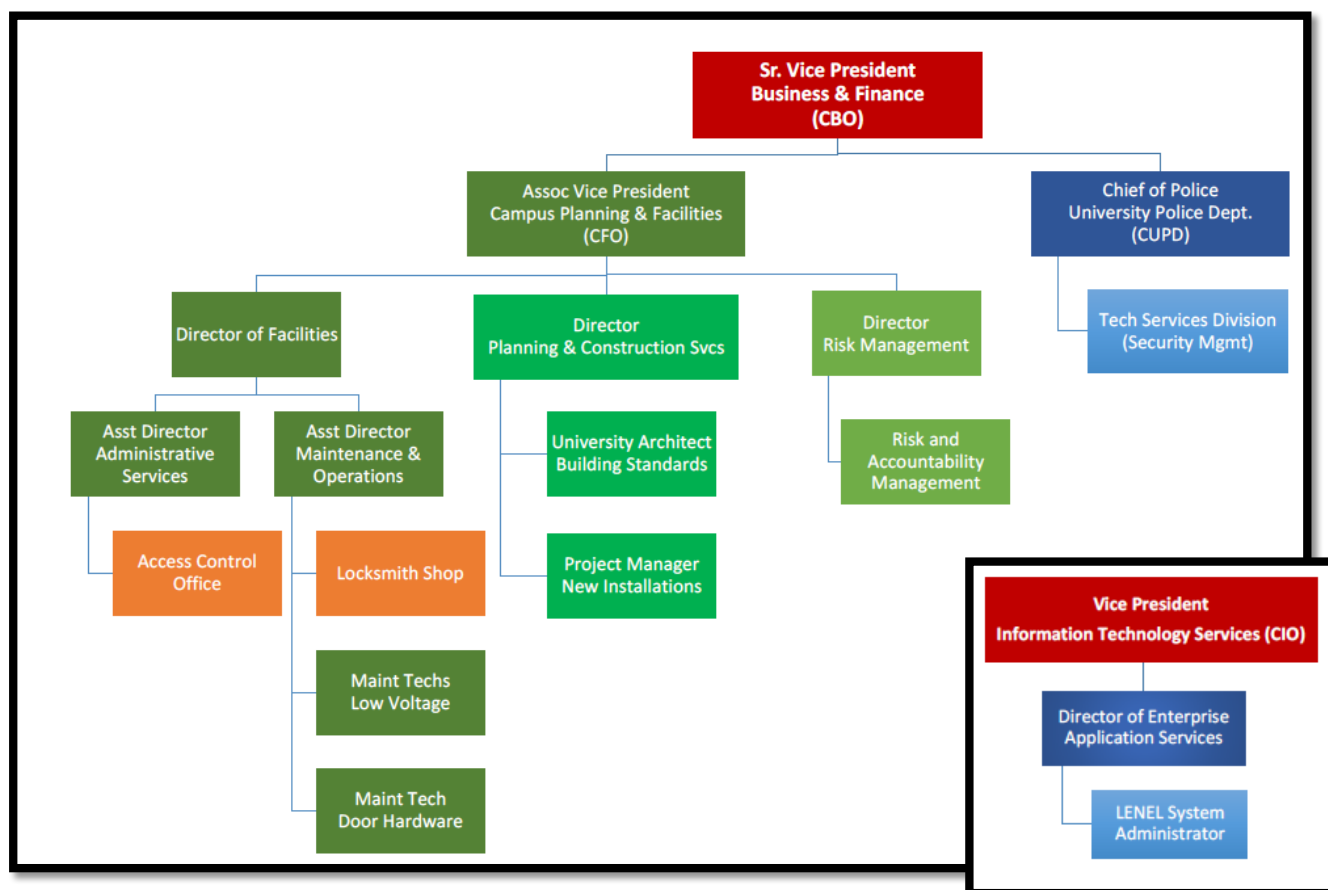 Sr. Vice President
Business & Finance
(CBO)
Assoc Vice President
Campus Planning & Facilities
(CFO)
Chief of Police
University Police Dept.
(CUPD)
Director of Facilities
Director
Planning & Construction Svcs
Director
Risk Management
Tech Services Division
(Security Mgmt)
Asst Director
Administrative
Services
Asst Director
Maintenance &
Operations
University Architect
Building Standards
Risk and
Accountability
Management
Access Control
Office
Locksmith Shop
Project Manager
New Installations
Maint Techs
Low Voltage
Maint Tech
Door Hardware
Vice President
Information Technology Services (CIO)
Director of Enterprise
Application Services
LENEL System
Administrator